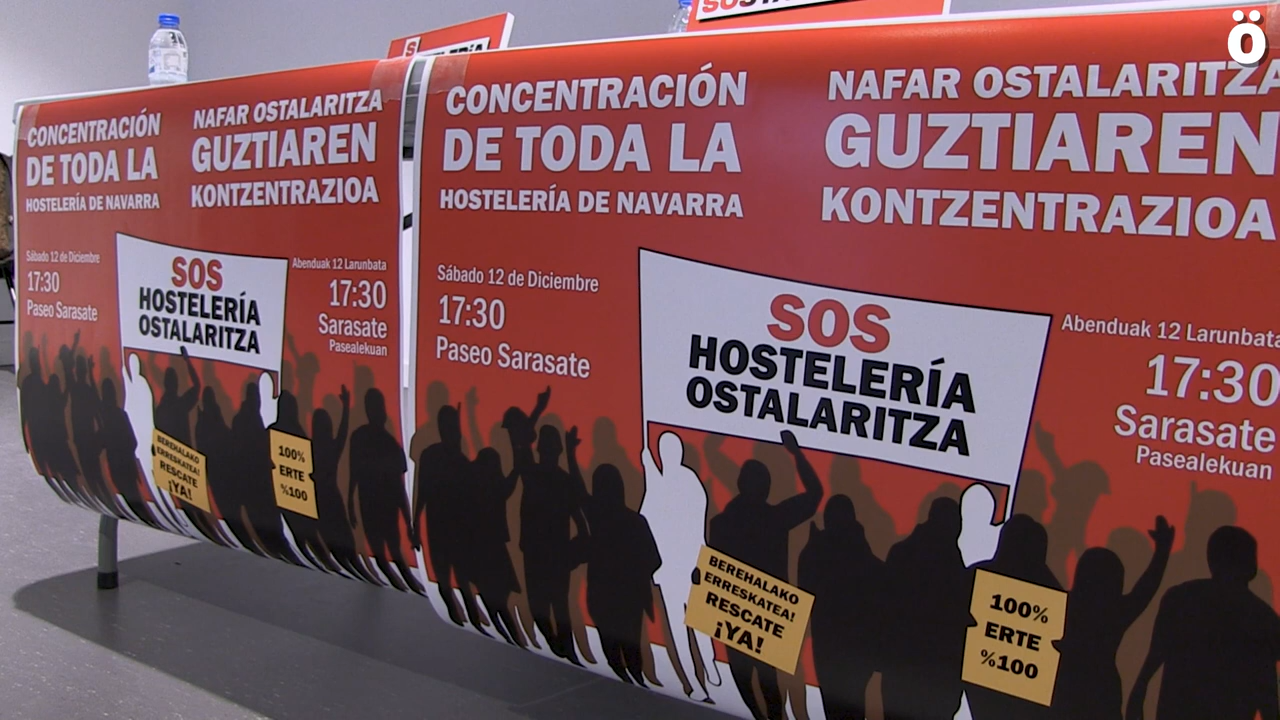 SOS
CONCENTRACIÓN
DE TODA LA
HOSTELERÍA DE NAVARRA
NAFAR OSTALARITZA
GUZTIAREN
KONTZENTRAZIOA
Sábado 12 de Diciembre
17:30
Paseo Sarasate
SOS
HOSTELERÍA
OSTALARITZA
Abenduak 12 Larunbata
17:30
Sarasate
Pasealekuan
BEREHALAKO
ERRESKATEA!
RESCATE
¡YA!
100%
ERTE
%100
CONCENTRACIÓN
DE TODA LA
HOSTELERÍA DE NAVARRA
NAFAR OSTALARITZA
GUZTIAREN
KONTZENTRAZIOA
Sábado 12 de Diciembre
17:30
Paseo Sarasate
SOS
HOSTELERÍA
OSTALARITZA
Abenduak 12 Larunbata
17:30
Sarasate
Pasealekuan
BEREHALAKO
ERRESKATEA!
RESCATE
¡YA!
100%
ERTE
%100
ö